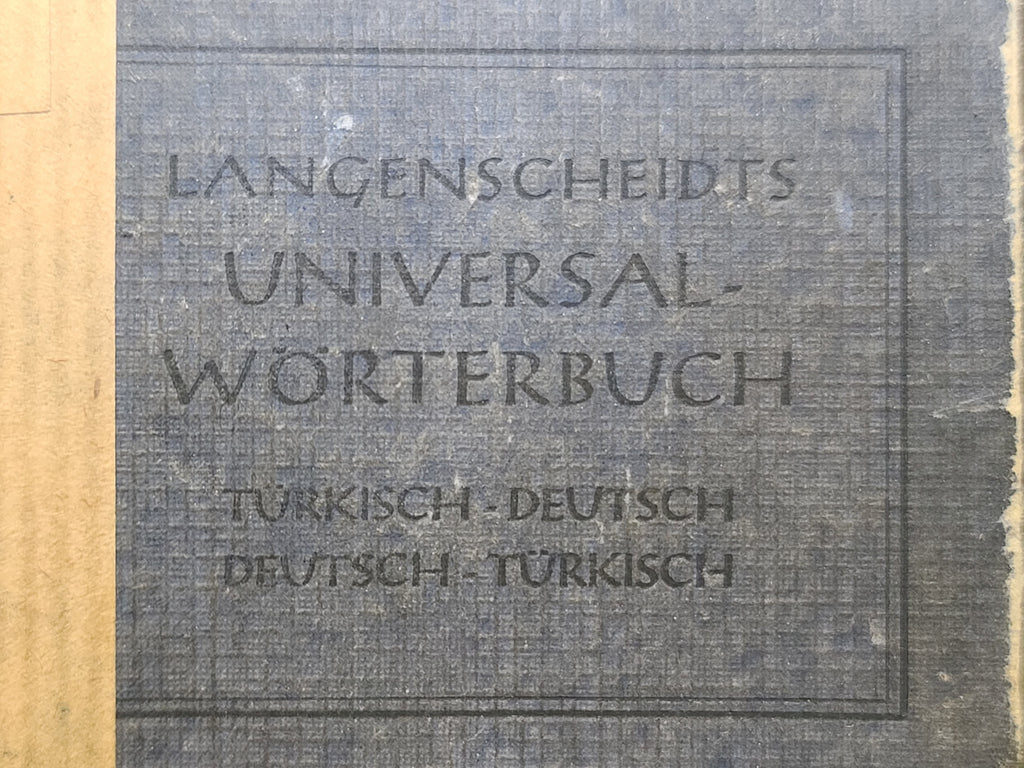 LANGENSCHEIDTS
UNIVERSAL-
WÖRTERBUCH
TÜRKISCH - DEUTSCH
DEUTSCH - TÜRKISCH